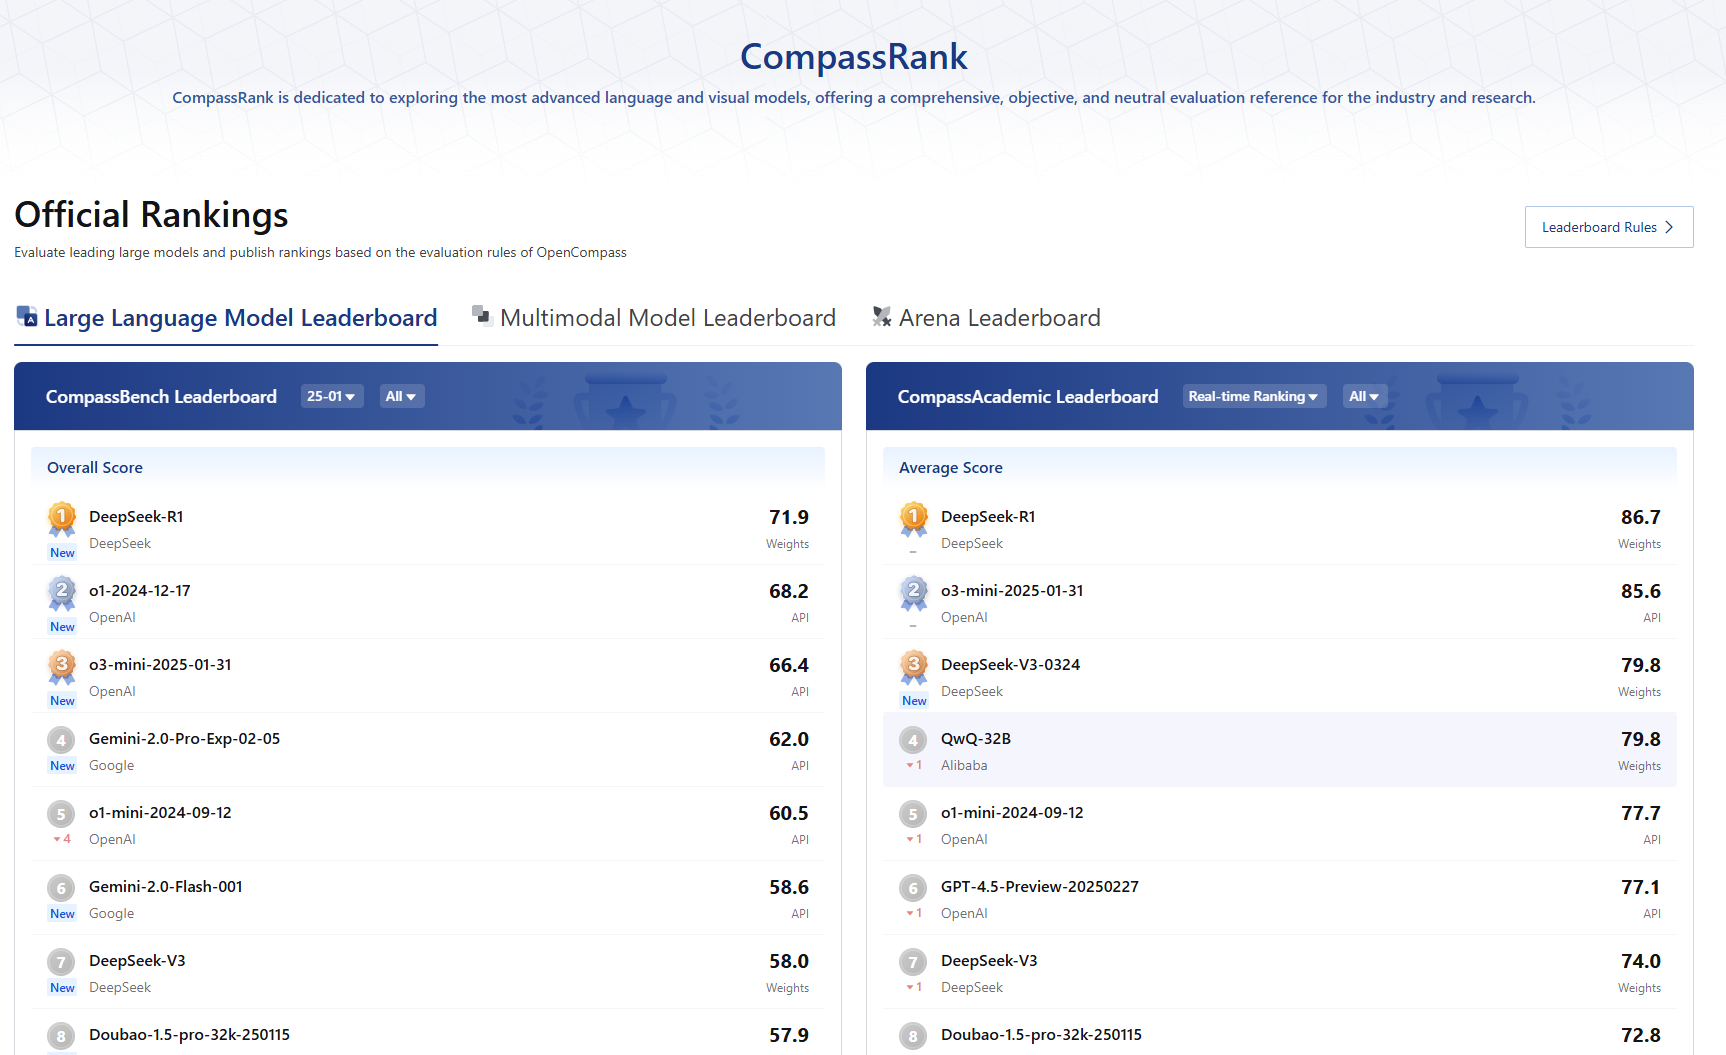 CompassRank
CompassRank is dedicated to exploring the most advanced language and visual models, offering a comprehensive, objective, and neutral evaluation reference for the industry and research.
Official Rankings
Evaluate leading large models and publish rankings based on the evaluation rules of OpenCompass
Leaderboard Rules
Large Language Model Leaderboard
Multimodal Model Leaderboard
Arena Leaderboard
CompassBench Leaderboard 25-01 All
Overall Score
1 DeepSeek-R1 71.9
New DeepSeek Weights
2 o1-2024-12-17 68.2
New OpenAI API
3 o3-mini-2025-01-31 66.4
New OpenAI API
4 Gemini-2.0-Pro-Exp-02-05 62.0
New Google API
5 o1-mini-2024-09-12 60.5
4 OpenAI API
6 Gemini-2.0-Flash-001 58.6
New Google API
7 DeepSeek-V3 58.0
New DeepSeek Weights
8 Doubao-1.5-pro-32k-250115 57.9
CompassAcademic Leaderboard Real-time Ranking All
Average Score
1 DeepSeek-R1 86.7
– DeepSeek Weights
2 o3-mini-2025-01-31 85.6
– OpenAI API
3 DeepSeek-V3-0324 79.8
New DeepSeek Weights
4 QwQ-32B 79.8
1 Alibaba Weights
5 o1-mini-2024-09-12 77.7
1 OpenAI API
6 GPT-4.5-Preview-20250227 77.1
1 OpenAI API
7 DeepSeek-V3 74.0
1 DeepSeek Weights
8 Doubao-1.5-pro-32k-250115 72.8